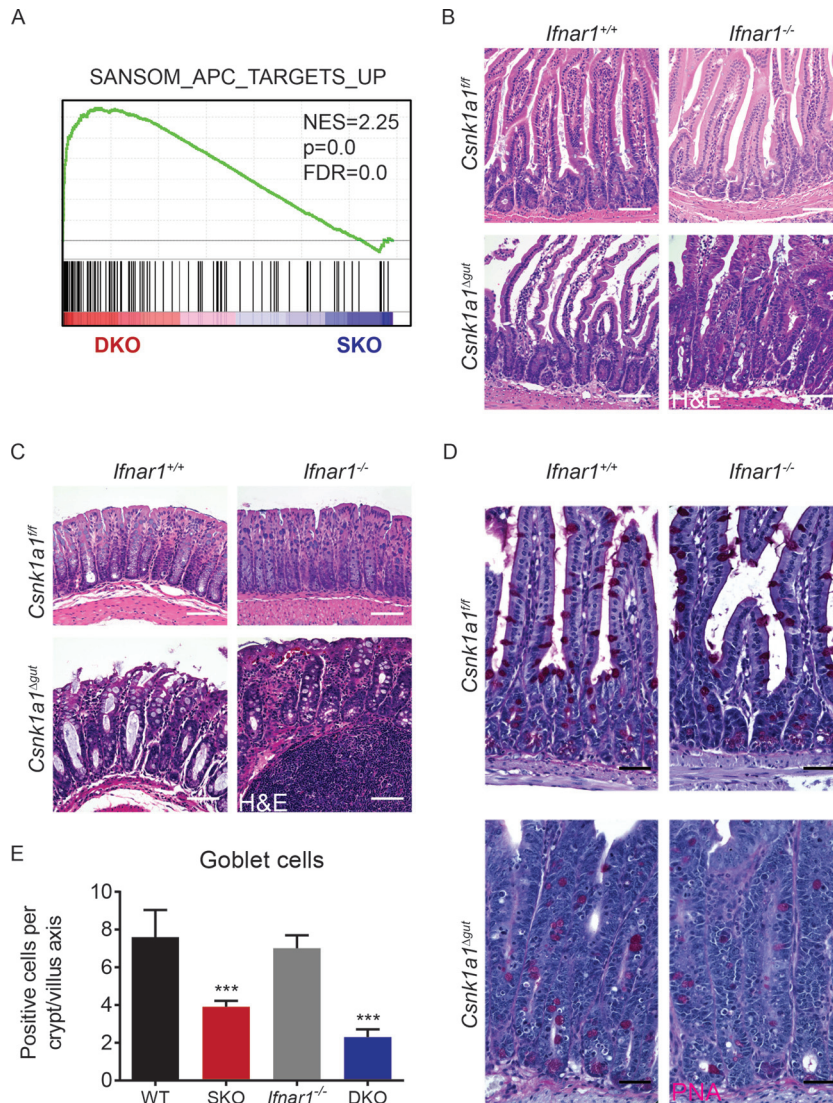 A
SANSOM_APC_TARGETS_UP
NES=2.25
p=0.0
FDR=0.0
DKO SKO
B
Ifnar1+/+ Ifnar1-/-
Csnk1a1f/f
Csnk1a1Δgut
H&E
C
Ifnar1+/+ Ifnar1-/-
Csnk1a1f/f
Csnk1a1Δgut
H&E
D
Ifnar1+/+ Ifnar1-/-
Csnk1a1f/f
Csnk1a1Δgut
PNA
E
Goblet cells
Positive cells per
crypt/villus axis
10
8
6
4
2
0
***
***
WT SKO Ifnar1-/- DKO